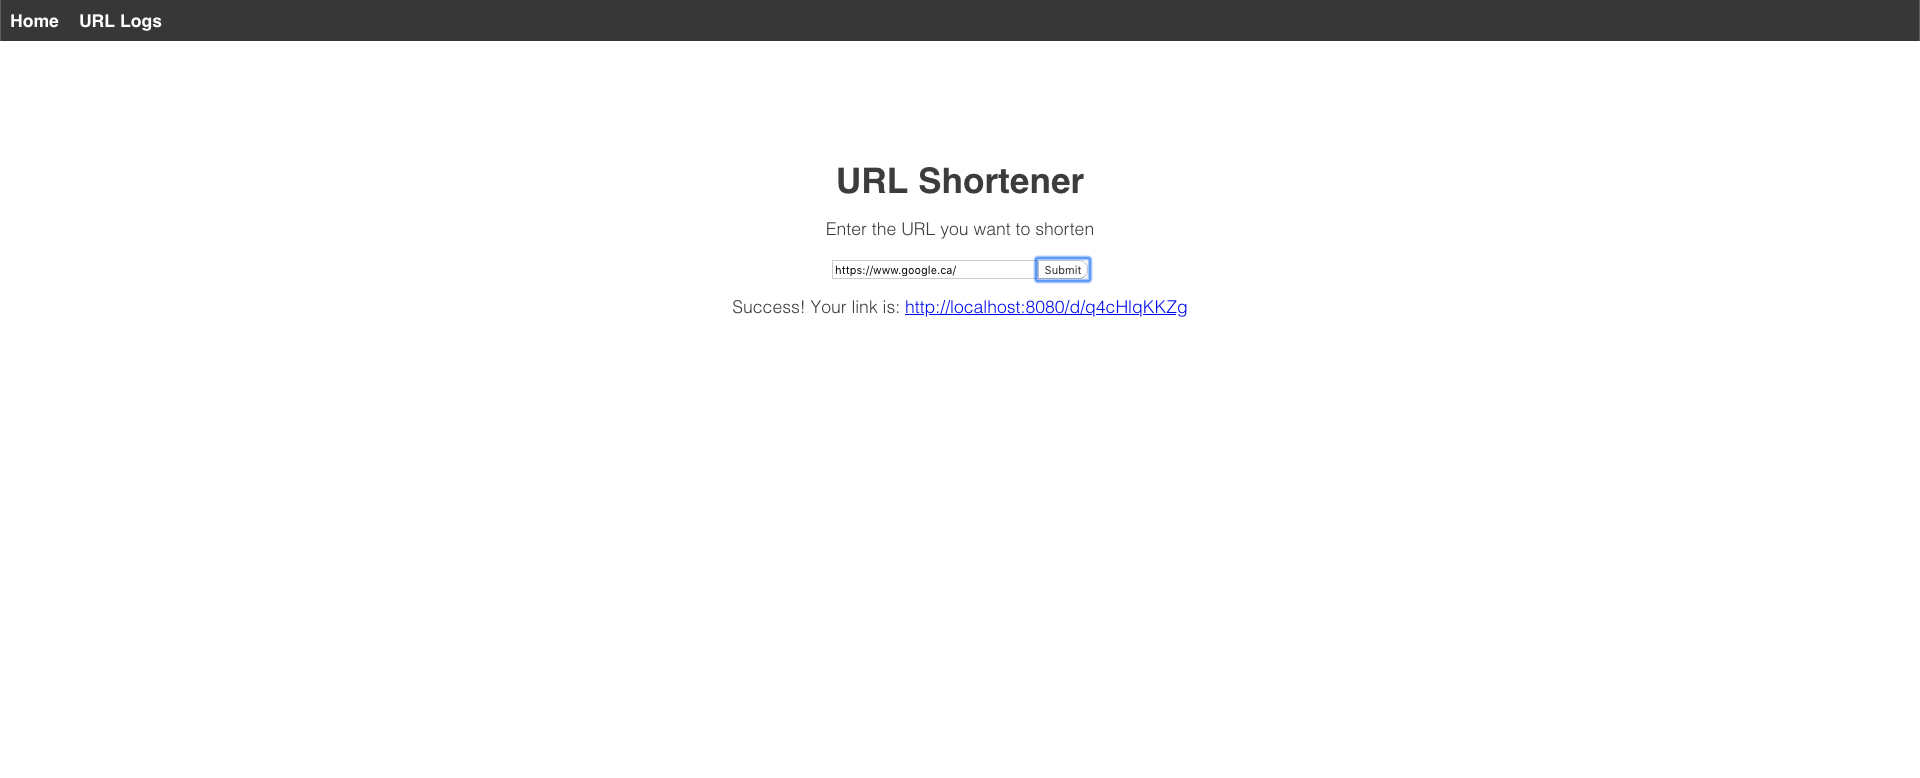 Home URL Logs
URL Shortener
Enter the URL you want to shorten
https://www.google.ca/ Submit
Success! Your link is: http://localhost:8080/d/q4cHlqKKZg